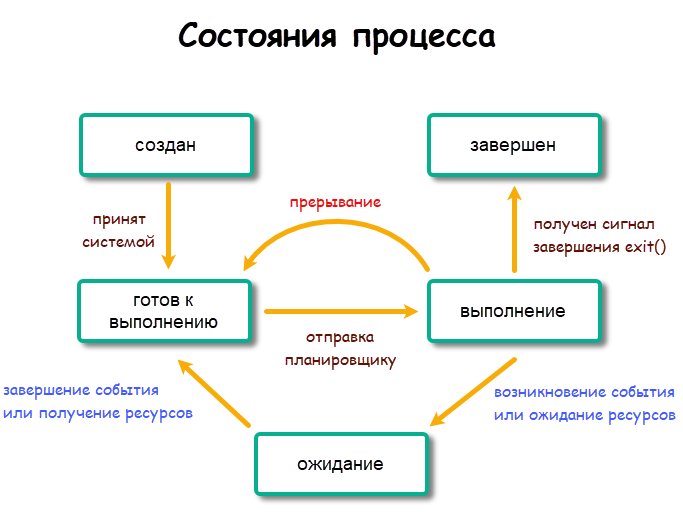 Состояния процесса
создан
завершен
принят
системой
прерывание
получен сигнал
завершения exit()
готов к
выполнению
выполнение
отправка
планировщику
завершение события
или получение ресурсов
возникновение события
или ожидание ресурсов
ожидание